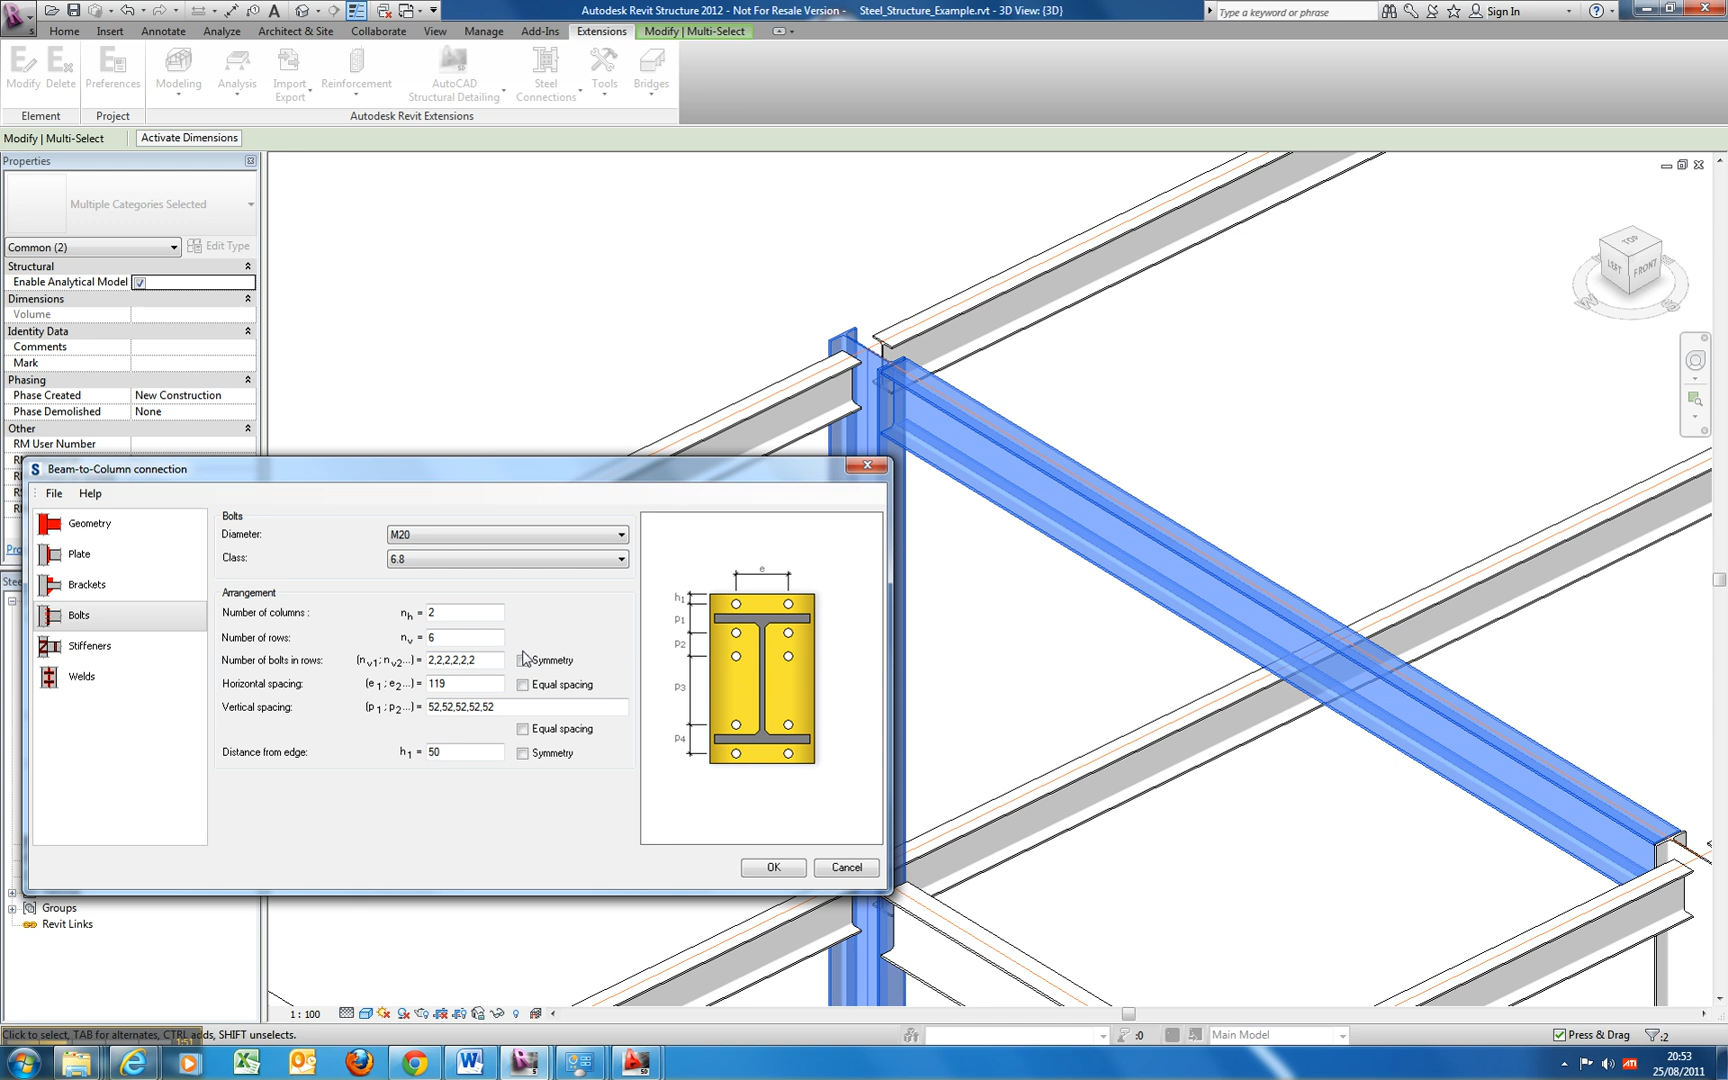 Autodesk Revit Structure 2012 - Not For Resale Version - Steel_Structure_Example.rvt - 3D View: {3D}
Type a keyword or phrase
Sign In
Home Insert Annotate Analyze Architect & Site Collaborate View Manage Add-Ins Extensions Modify | Multi-Select
Modify Delete Preferences Modeling Analysis Import Export Reinforcement AutoCAD Structural Detailing Steel Connections Tools Bridges
Element Project Autodesk Revit Extensions
Modify | Multi-Select Activate Dimensions
Properties
Multiple Categories Selected
Common (2) Edit Type
Structural
Enable Analytical Model
Dimensions
Volume
Identity Data
Comments
Mark
Phasing
Phase Created New Construction
Phase Demolished None
Other
RM User Number
TOP
LEFT
FRONT
W
S
Beam-to-Column connection
File Help
Geometry
Plate
Brackets
Bolts
Stiffeners
Welds
Bolts
Diameter: M20
Class: 6.8
Arrangement
Number of columns : nh = 2
Number of rows: nv = 6
Number of bolts in rows: (nv1; nv2...) = 2,2,2,2,2,2 Symmetry
Horizontal spacing: (e1; e2...) = 119 Equal spacing
Vertical spacing: (p1; p2...) = 52,52,52,52,52
Equal spacing
Distance from edge: h1 = 50 Symmetry
e
h1
p1
p2
p3
p4
OK Cancel
Groups
Revit Links
1 : 100
Click to select, TAB for alternates, CTRL adds, SHIFT unselects.
:0
Main Model
Press & Drag
:2
1:51
20:53
25/08/2011